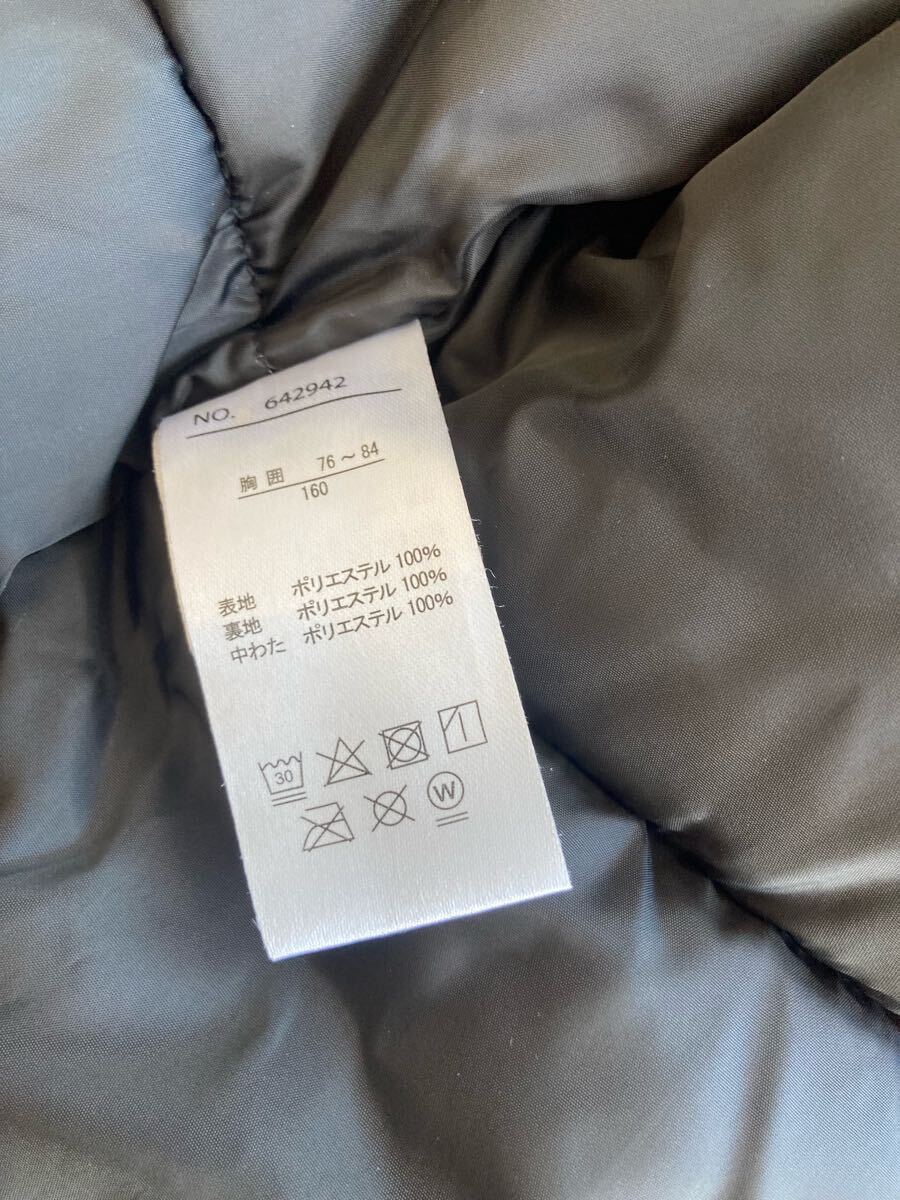 NO. 642942
胸囲 76～84
160
表地 ポリエステル 100%
裏地 ポリエステル 100%
中わた ポリエステル 100%
30
W